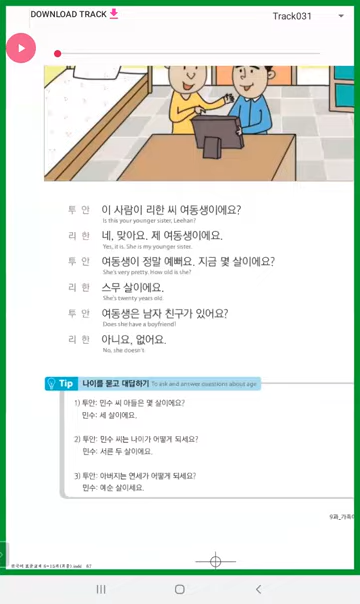 DOWNLOAD TRACK
Track031
투 안 이 사람이 리한 씨 여동생이에요?
Is this your younger sister, Leehan?
리 한 네, 맞아요. 제 여동생이에요.
Yes, it is. She is my younger sister.
투 안 여동생이 정말 예뻐요. 지금 몇 살이에요?
She's very pretty. How old is she?
리 한 스무 살이에요.
She's twenty years old.
투 안 여동생은 남자 친구가 있어요?
Does she have a boyfriend?
리 한 아니요, 없어요.
No, she doesn't
Tip 나이를 묻고 대답하기 To ask and answer questions about age
1) 투안: 민수 씨 아들은 몇 살이에요?
민수: 세 살이에요.
2) 투안: 민수 씨는 나이가 어떻게 되세요?
민수: 서른 두 살이에요.
3) 투안: 아버지는 연세가 어떻게 되세요?
민수: 예순 살이세요.
9과_가족이